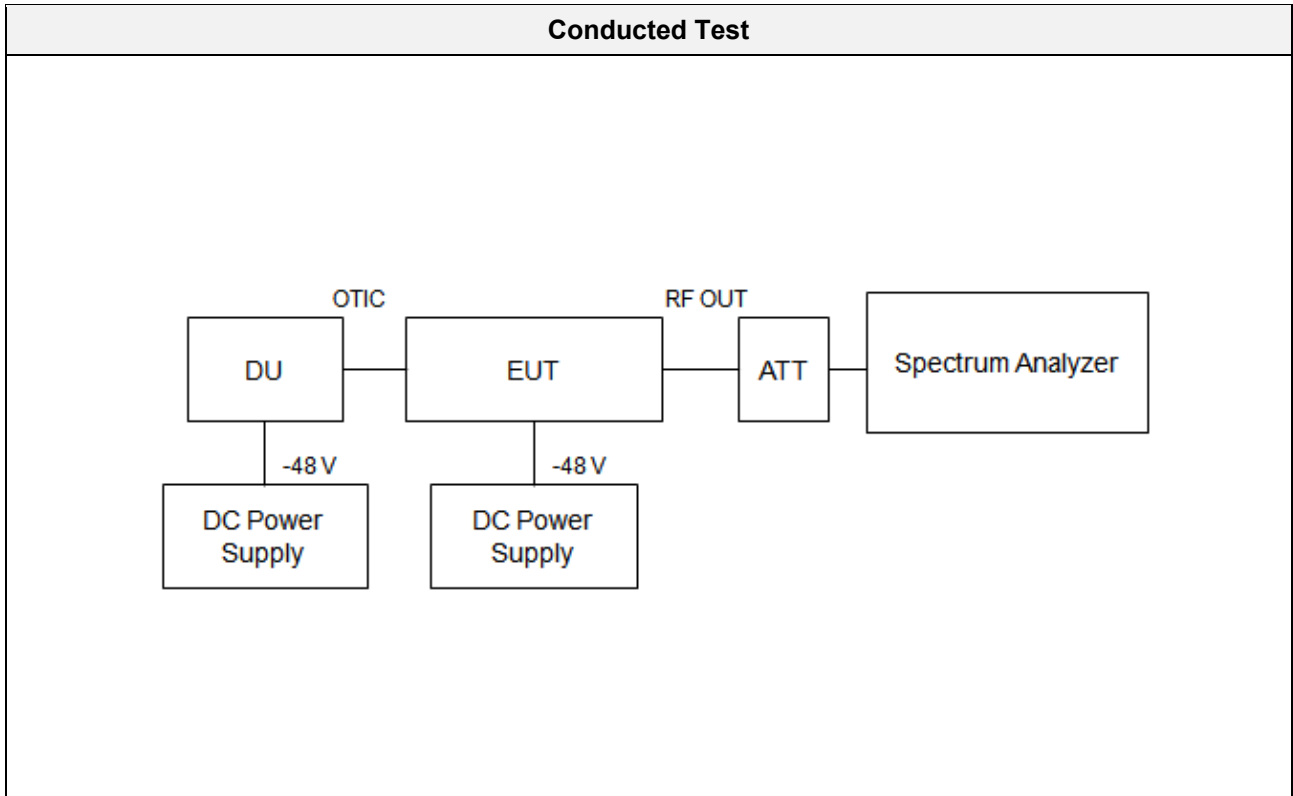 Conducted Test
OTIC
RF OUT
DU
EUT
ATT
Spectrum Analyzer
-48 V
-48 V
DC Power
Supply
DC Power
Supply